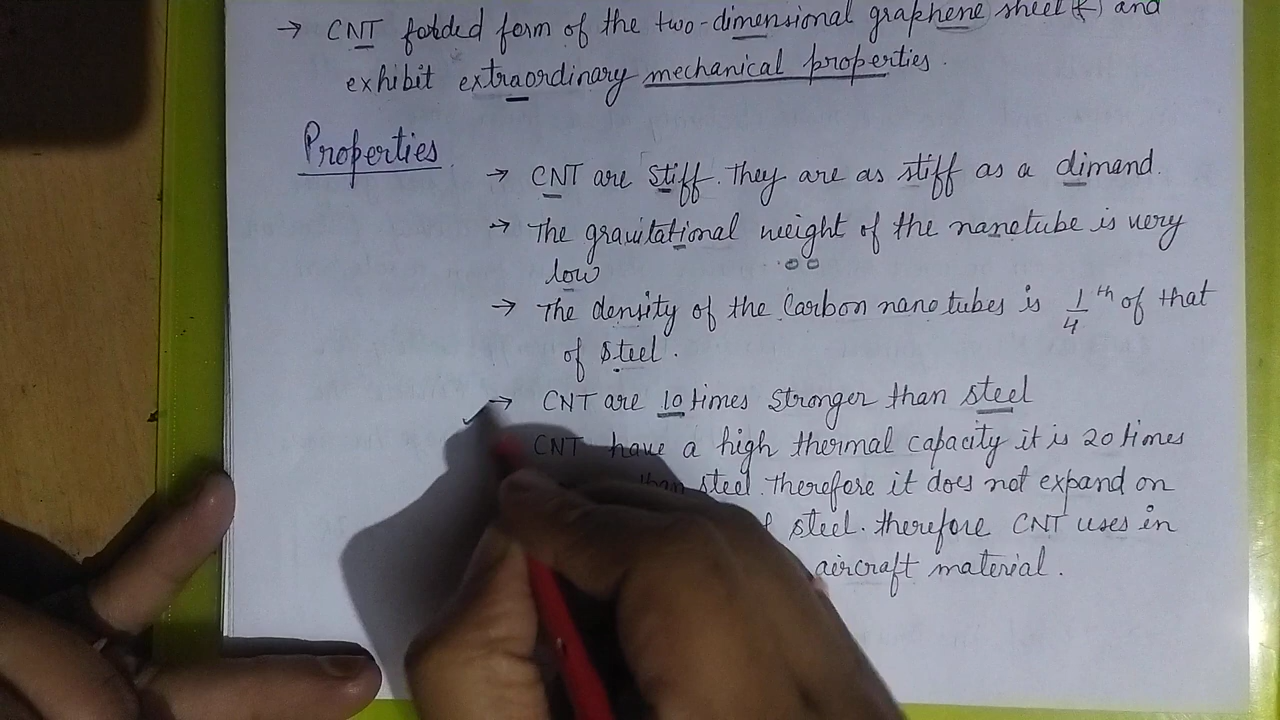 → CNT folded form of the two-dimensional graphene sheet and
exhibit extraordinary mechanical properties.
Properties
→ CNT are stiff. They are as stiff as a dimand.
→ The gravitational weight of the nanotube is very
low
→ The density of the Carbon nanotubes is 1/4 th of that
of steel.
→ CNT are 10 times stronger than steel
CNT have a high thermal capacity it is 20 times
than steel. Therefore it does not expand on
steel. therefore CNT uses in
aircraft material.